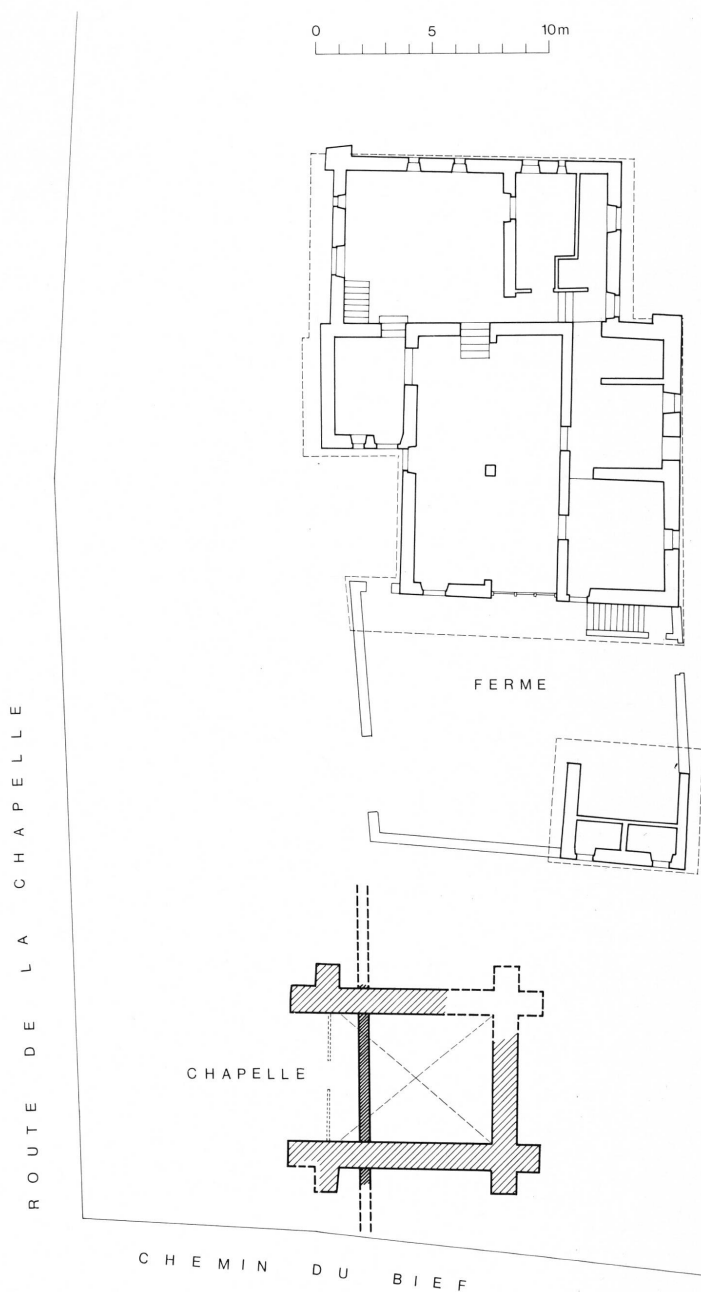 0 5 10m
FERME
CHAPELLE
ROUTE DE LA CHAPELLE
CHEMIN DU BIEF